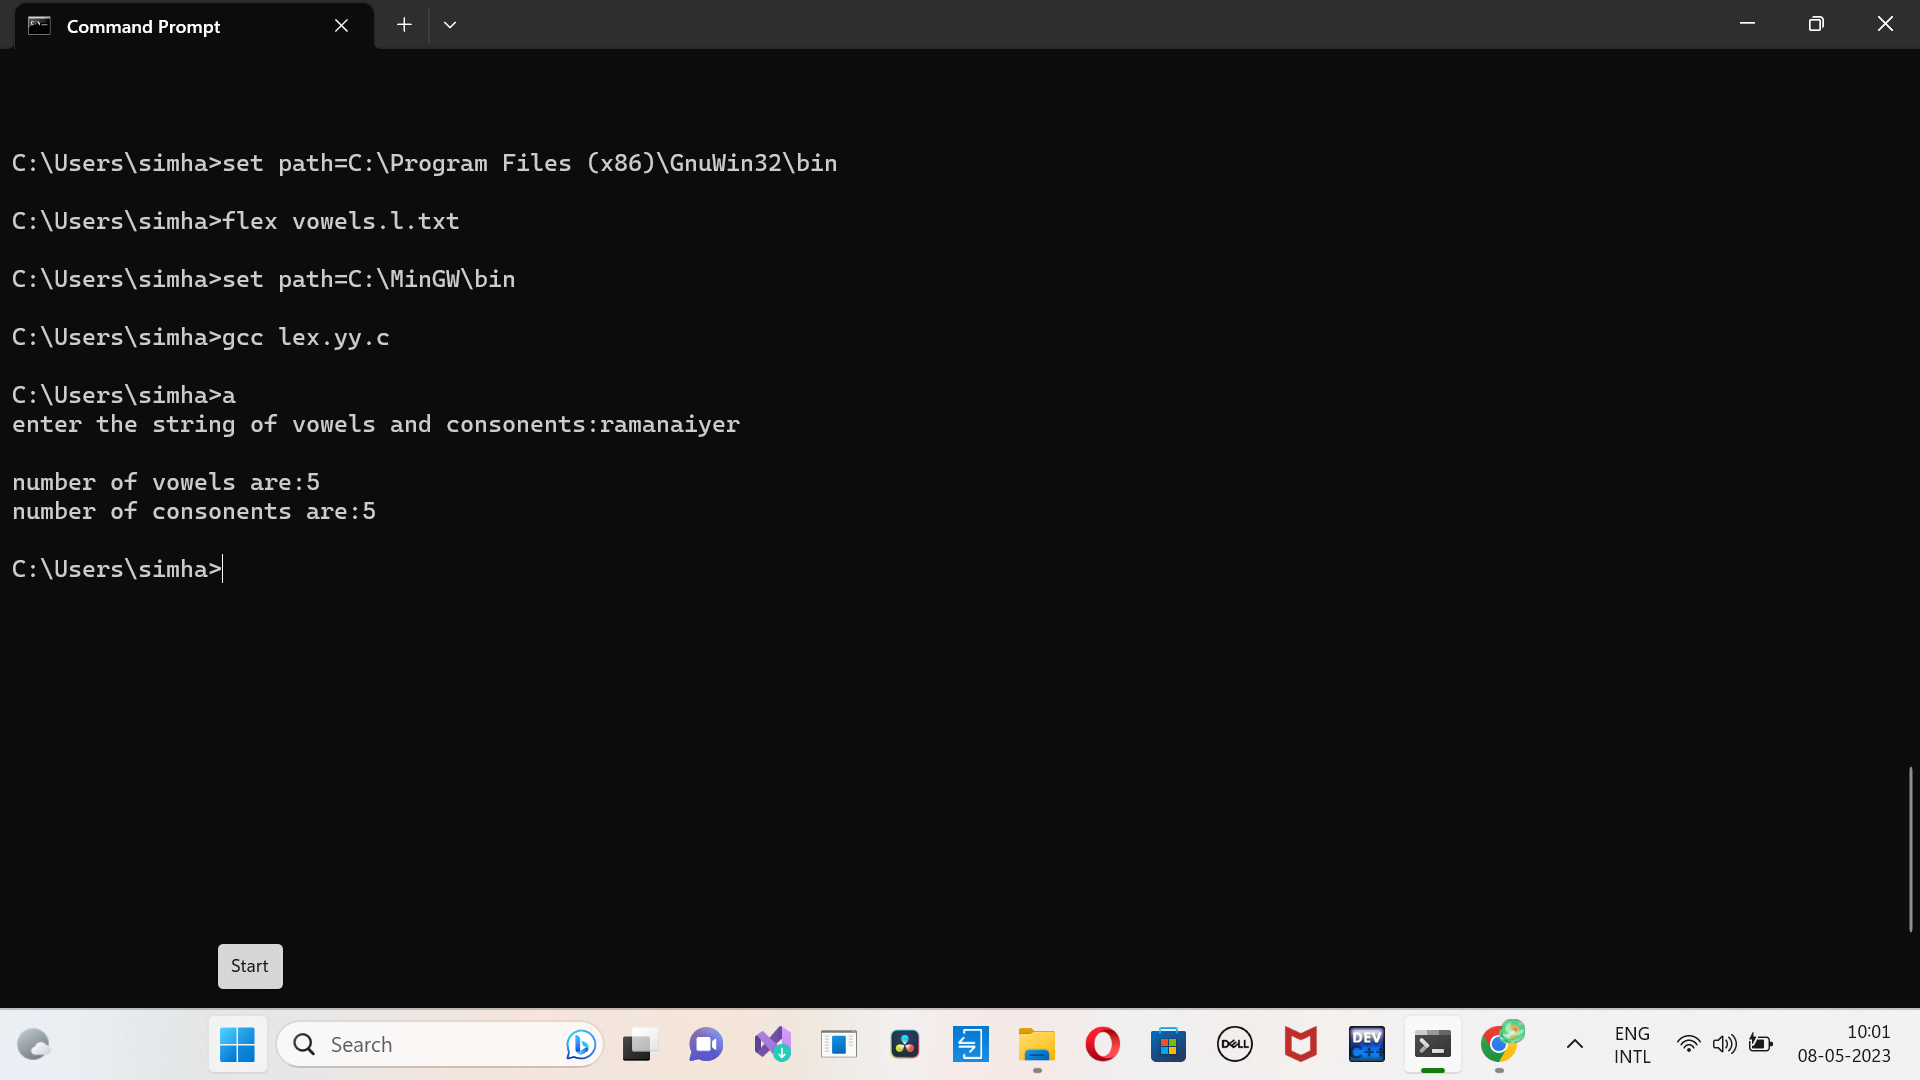 Command Prompt
C:\Users\simha>set path=C:\Program Files (x86)\GnuWin32\bin
C:\Users\simha>flex vowels.l.txt
C:\Users\simha>set path=C:\MinGW\bin
C:\Users\simha>gcc lex.yy.c
C:\Users\simha>a
enter the string of vowels and consonents:ramanaiyer
number of vowels are:5
number of consonents are:5
C:\Users\simha>
Start
Search
DELL
DEV
C++
ENG
INTL
10:01
08-05-2023